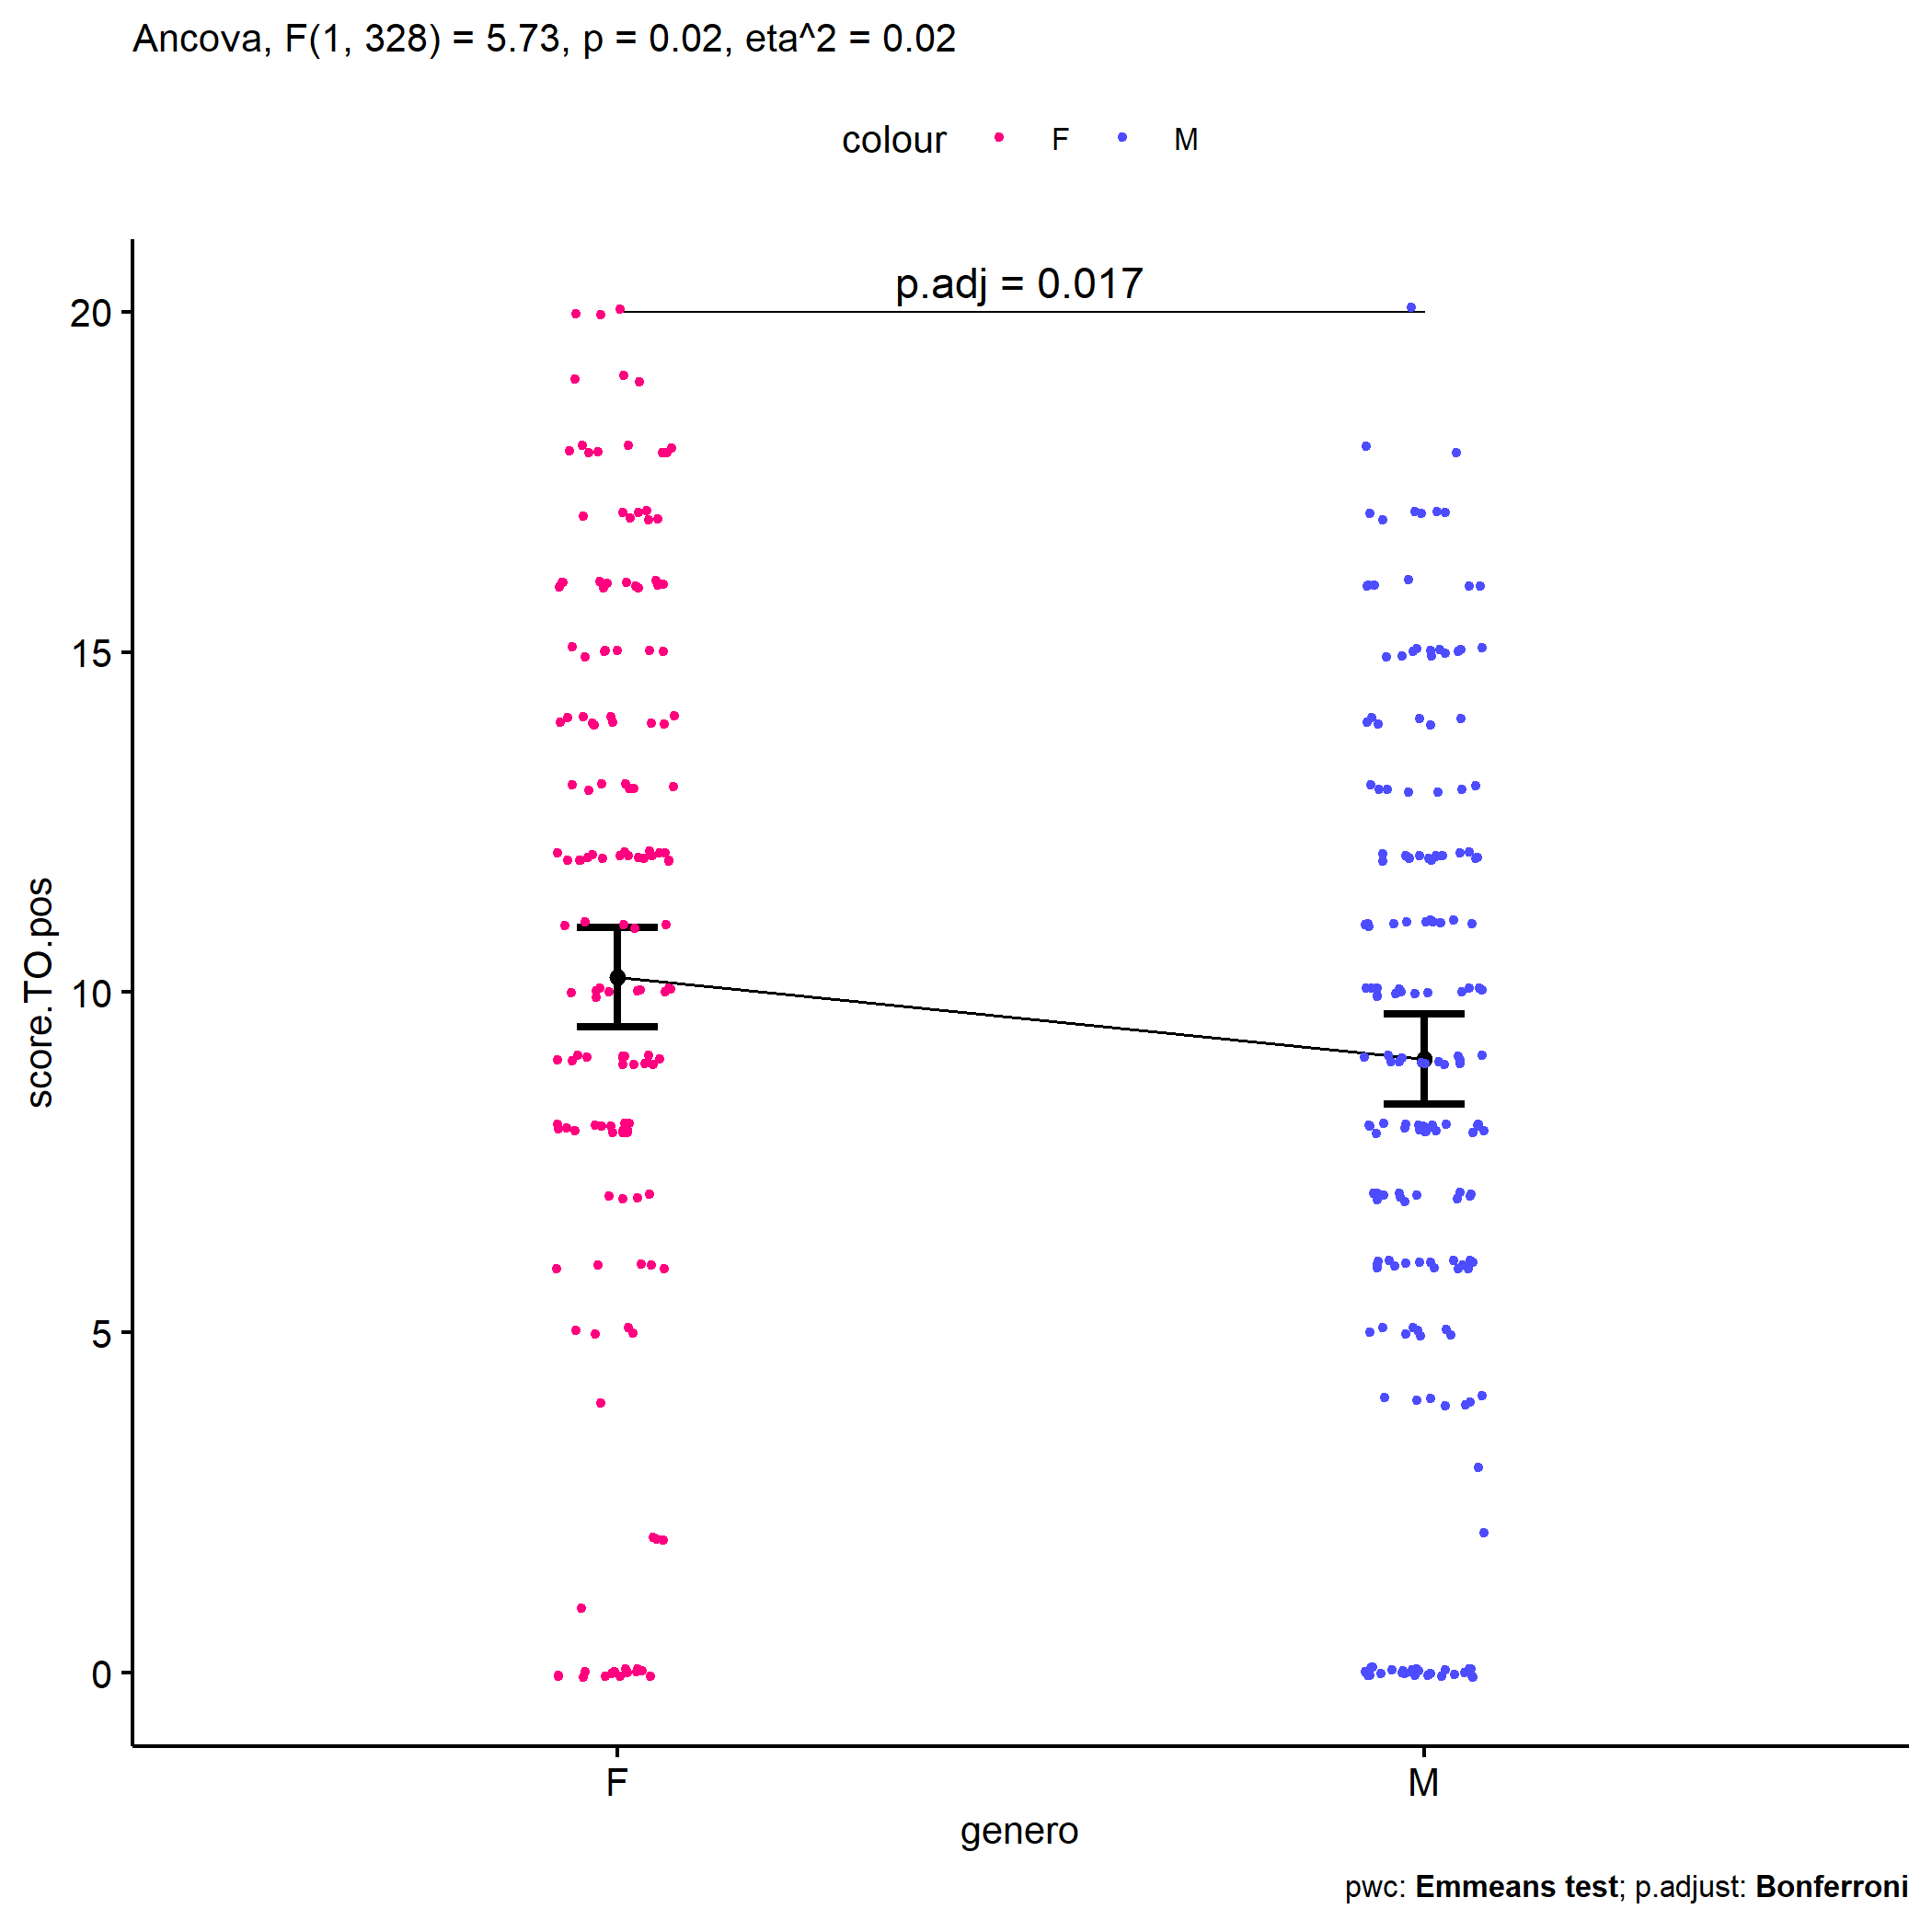 Ancova, F(1, 328) = 5.73, p = 0.02, eta^2 = 0.02
colour F M
p.adj = 0.017
20
15
10
5
0
score.TO.pos
F M
genero
pwc: Emmeans test; p.adjust: Bonferroni